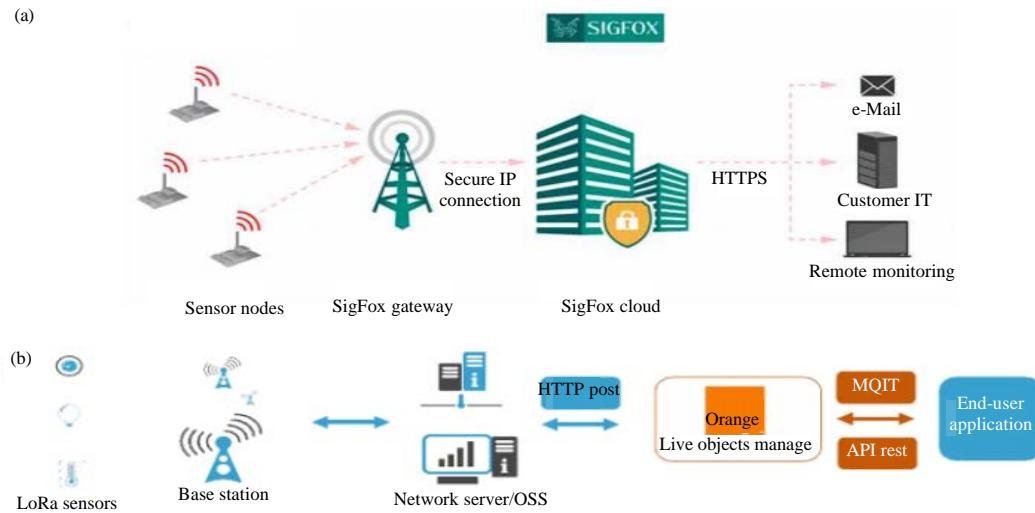 (a)
SIGFOX
e-Mail
Secure IP
connection
HTTPS
Customer IT
Remote monitoring
Sensor nodes
SigFox gateway
SigFox cloud
(b)
HTTP post
MQIT
Orange
Live objects manage
End-user
application
API rest
LoRa sensors
Base station
Network server/OSS